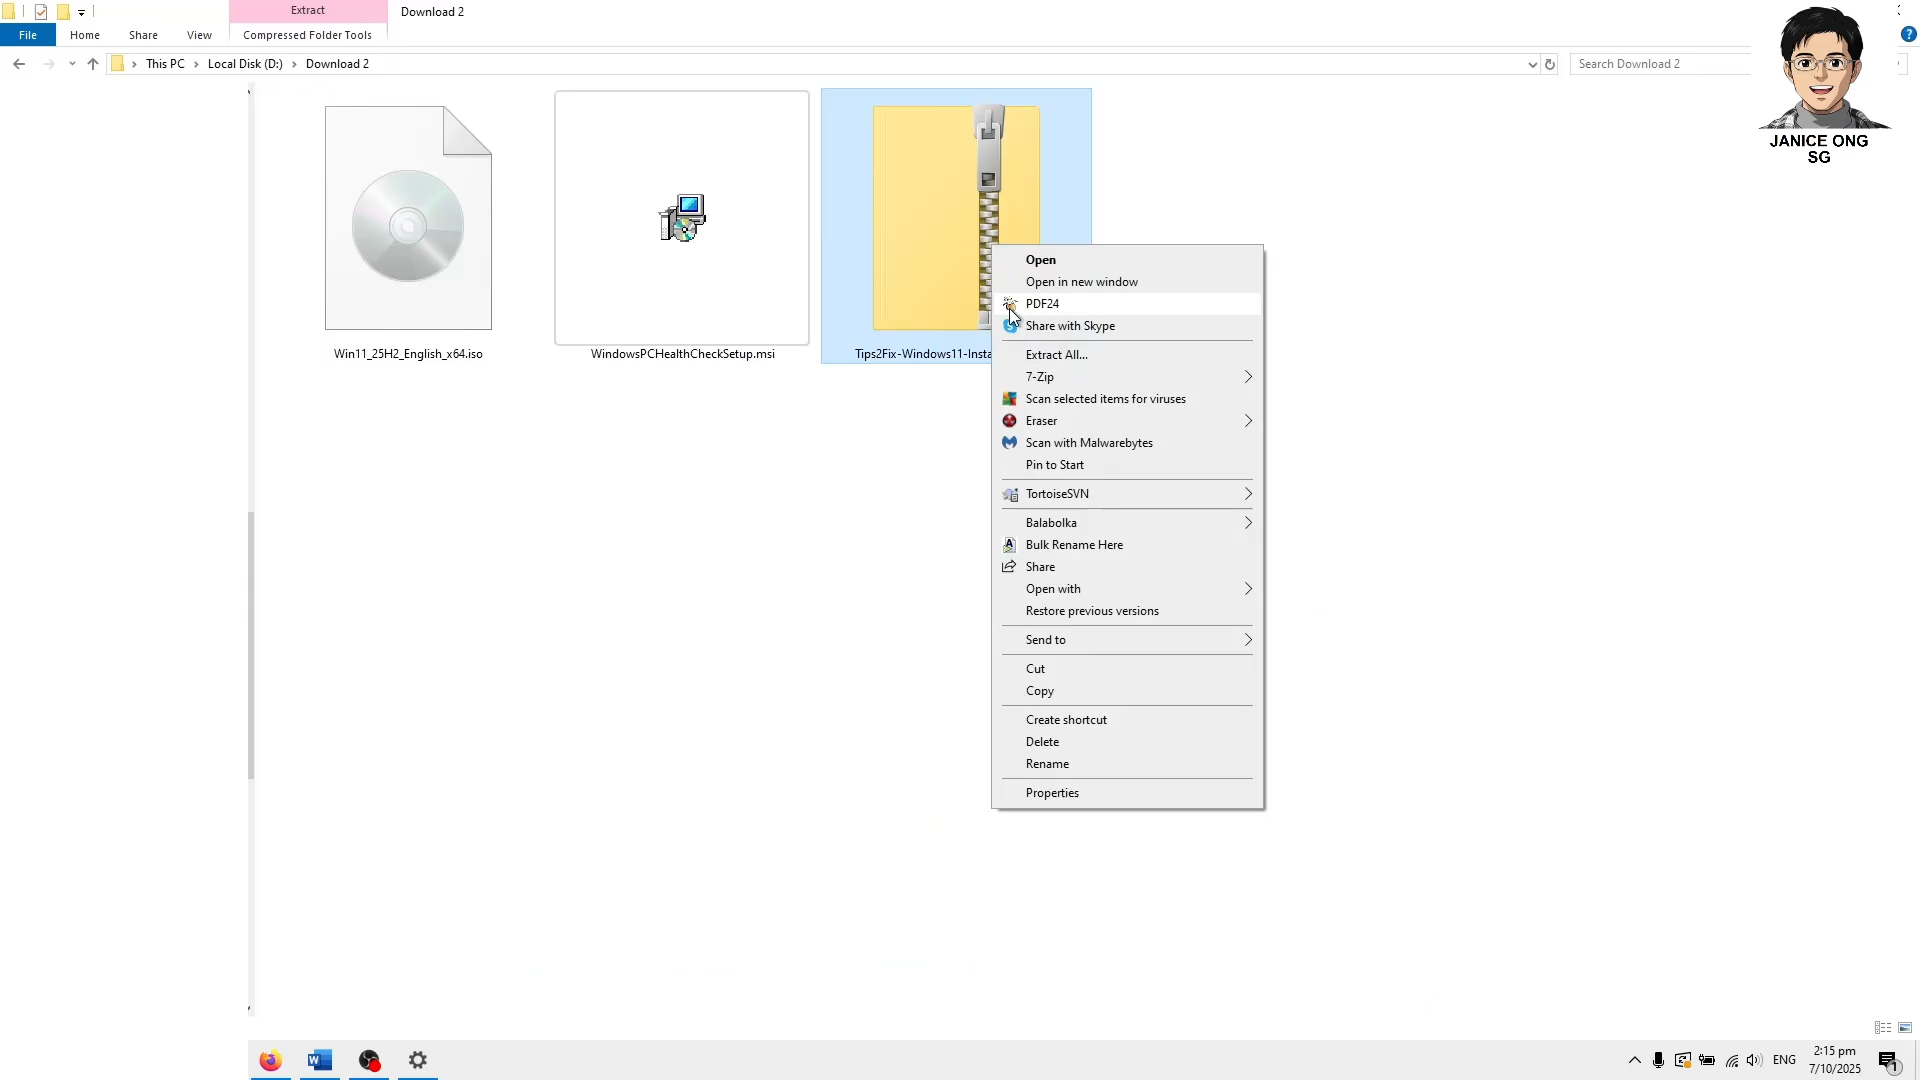 Extract
Download 2
File
Home
Share
View
Compressed Folder Tools
This PC
Local Disk (D:)
Download 2
Search Download 2
JANICE ONG
SG
Win11_25H2_English_x64.iso
WindowsPCHealthCheckSetup.msi
Tips2Fix-Windows11-Insta
Open
Open in new window
PDF24
Share with Skype
Extract All...
7-Zip
Scan selected items for viruses
Eraser
Scan with Malwarebytes
Pin to Start
TortoiseSVN
Balabolka
Bulk Rename Here
Share
Open with
Restore previous versions
Send to
Cut
Copy
Create shortcut
Delete
Rename
Properties
ENG
2:15 pm
7/10/2025
1